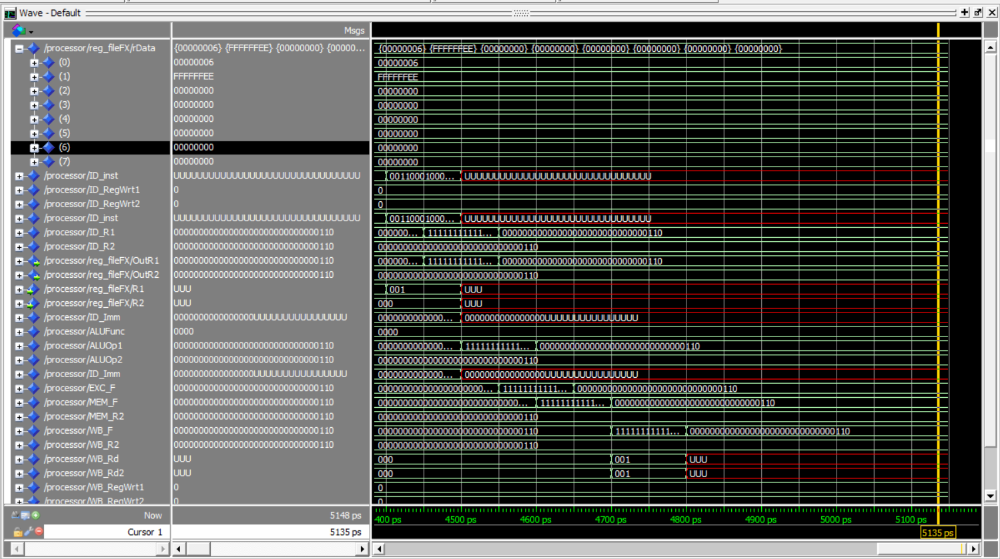 Wave - Default
Msgs
/processor/reg_fileFX/rData {00000006} {FFFFFFEE} {00000000} {00000... {00000006} {FFFFFFEE} {00000000} {00000000} {00000000} {00000000} {00000000} {00000000}
(0) 00000006 00000006
(1) FFFFFFEE FFFFFFEE
(2) 00000000 00000000
(3) 00000000 00000000
(4) 00000000 00000000
(5) 00000000 00000000
(6) 00000000 00000000
(7) 00000000 00000000
/processor/ID_inst UUUUUUUUUUUUUUUUUUUUUUUUUUUUUUUU 00110001000... UUUUUUUUUUUUUUUUUUUUUUUUUUUUUUUU
/processor/ID_RegWrt1 0 0
/processor/ID_RegWrt2 0 0
/processor/ID_inst UUUUUUUUUUUUUUUUUUUUUUUUUUUUUUUU 00110001000... UUUUUUUUUUUUUUUUUUUUUUUUUUUUUUUU
/processor/ID_R1 00000000000000000000000000000110 000000... 11111111111... 00000000000000000000000000000110
/processor/ID_R2 00000000000000000000000000000110 00000000000000000000000000000110
/processor/reg_fileFX/OutR1 00000000000000000000000000000110 000000... 11111111111... 00000000000000000000000000000110
/processor/reg_fileFX/OutR2 00000000000000000000000000000110 00000000000000000000000000000110
/processor/reg_fileFX/R1 UUU 001 UUU
/processor/reg_fileFX/R2 UUU 000 UUU
/processor/ID_Imm 0000000000000000UUUUUUUUUUUUUUUU 0000000000000... 0000000000000000UUUUUUUUUUUUUUUU
/processor/ALUFunc 0000 0000
/processor/ALUOp1 00000000000000000000000000000110 0000000000000... 11111111111... 00000000000000000000000000000110
/processor/ALUOp2 00000000000000000000000000000110 00000000000000000000000000000110
/processor/ID_Imm 0000000000000000UUUUUUUUUUUUUUUU 0000000000000... 0000000000000000UUUUUUUUUUUUUUUU
/processor/EXC_F 00000000000000000000000000000110 000000000000000000000... 11111111111... 00000000000000000000000000000110
/processor/MEM_F 00000000000000000000000000000110 0000000000000000000000000000... 11111111111... 00000000000000000000000000000110
/processor/MEM_R2 00000000000000000000000000000110 00000000000000000000000000000110
/processor/WB_F 00000000000000000000000000000110 00000000000000000000000000000110 11111111111... 00000000000000000000000000000110
/processor/WB_R2 00000000000000000000000000000110 00000000000000000000000000000110
/processor/WB_Rd UUU 000 001 UUU
/processor/WB_Rd2 UUU 000 001 UUU
/processor/WB_RegWrt1 0 0
/processor/WB_RegWrt2 0 0
Now 5148 ps 400 ps 4500 ps 4600 ps 4700 ps 4800 ps 4900 ps 5000 ps 5100 ps
Cursor 1 5135 ps 5135 ps